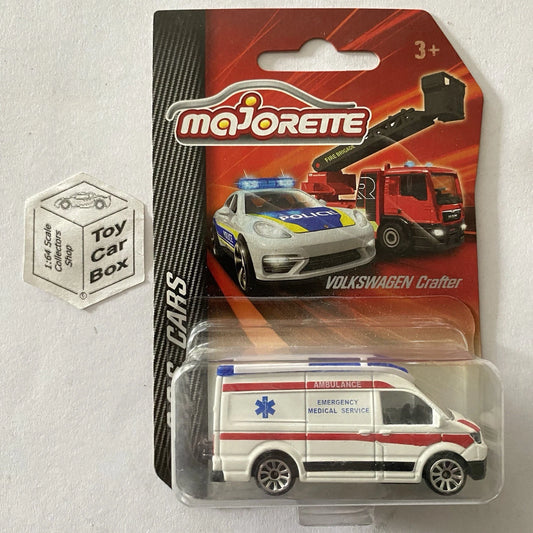 3+
majorette
FIRE BRIGADE
POLICE
VOLKSWAGEN Crafter
CARS
AMBULANCE
EMERGENCY
MEDICAL SERVICE
1:64 Scale
Collectors
Shop
Toy
Car
Box